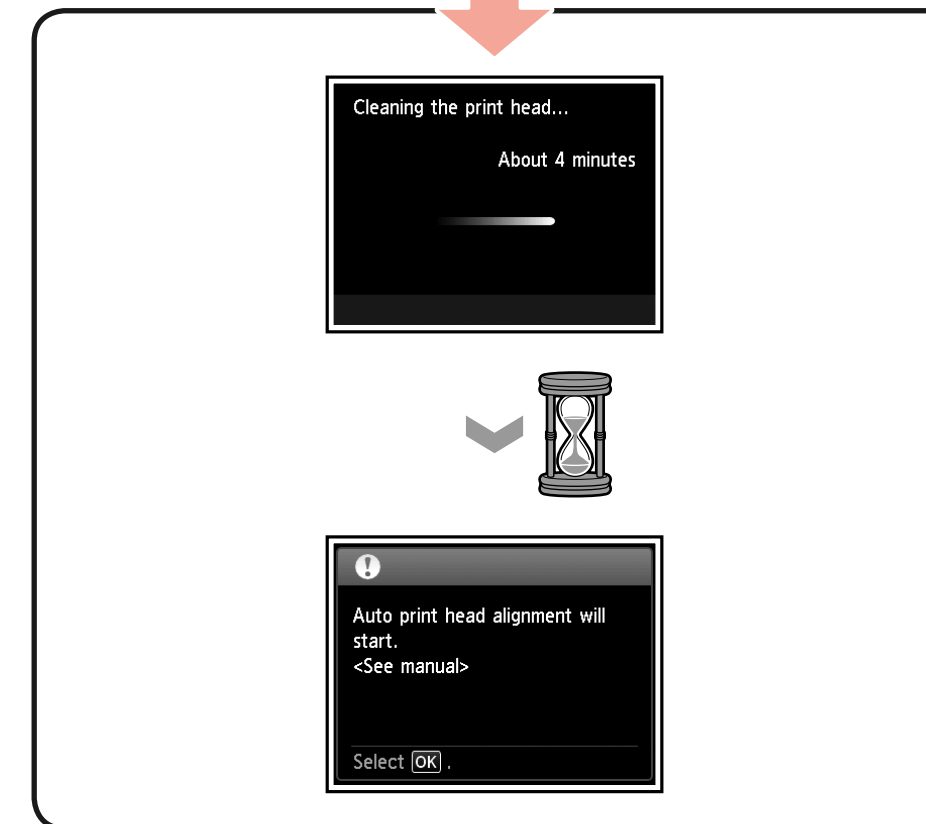 Cleaning the print head...
About 4 minutes
Auto print head alignment will
start.
<See manual>
Select OK .